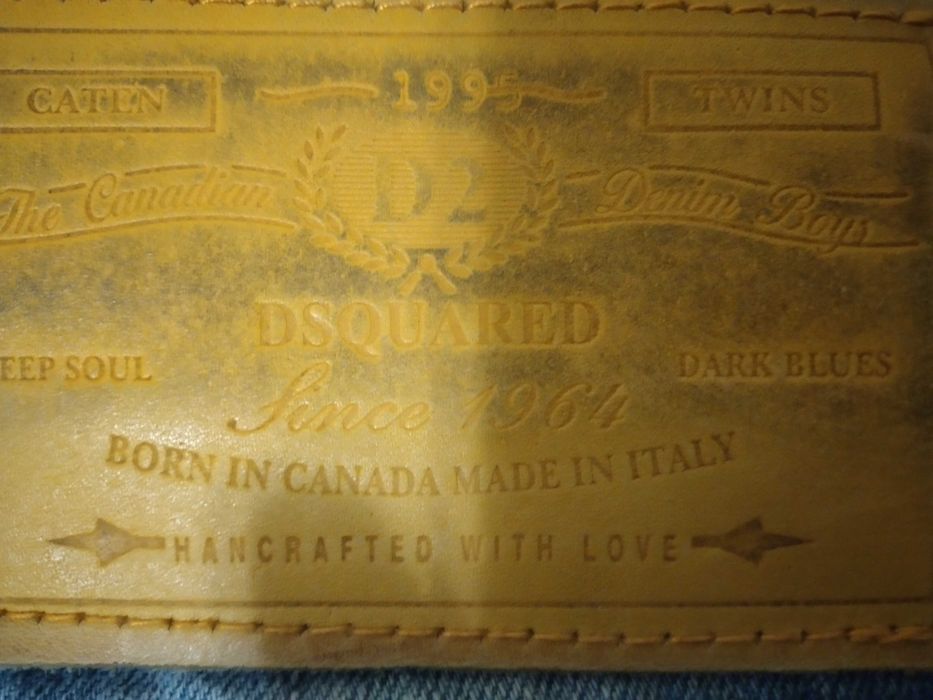 CATEN 1995 TWINS
D2
The Canadian Denim Boys
DSQUARED
EEP SOUL DARK BLUES
Since 1964
BORN IN CANADA MADE IN ITALY
HANCRAFTED WITH LOVE